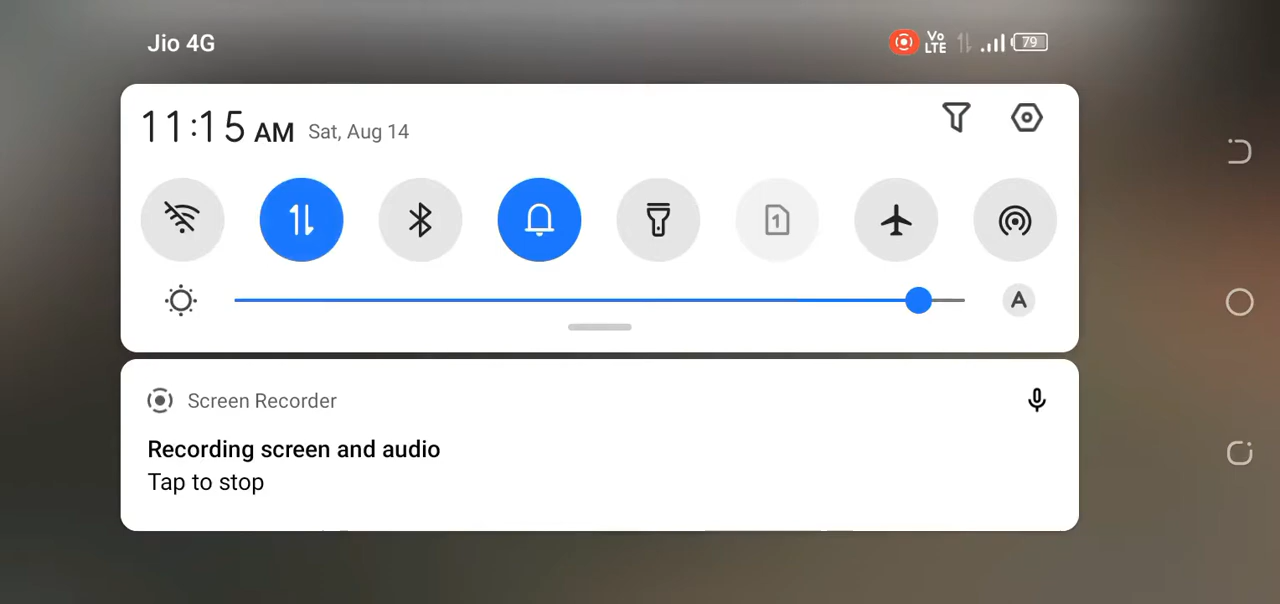 Jio 4G
Vo
LTE
79
11:15 AM Sat, Aug 14
1
A
Screen Recorder
Recording screen and audio
Tap to stop